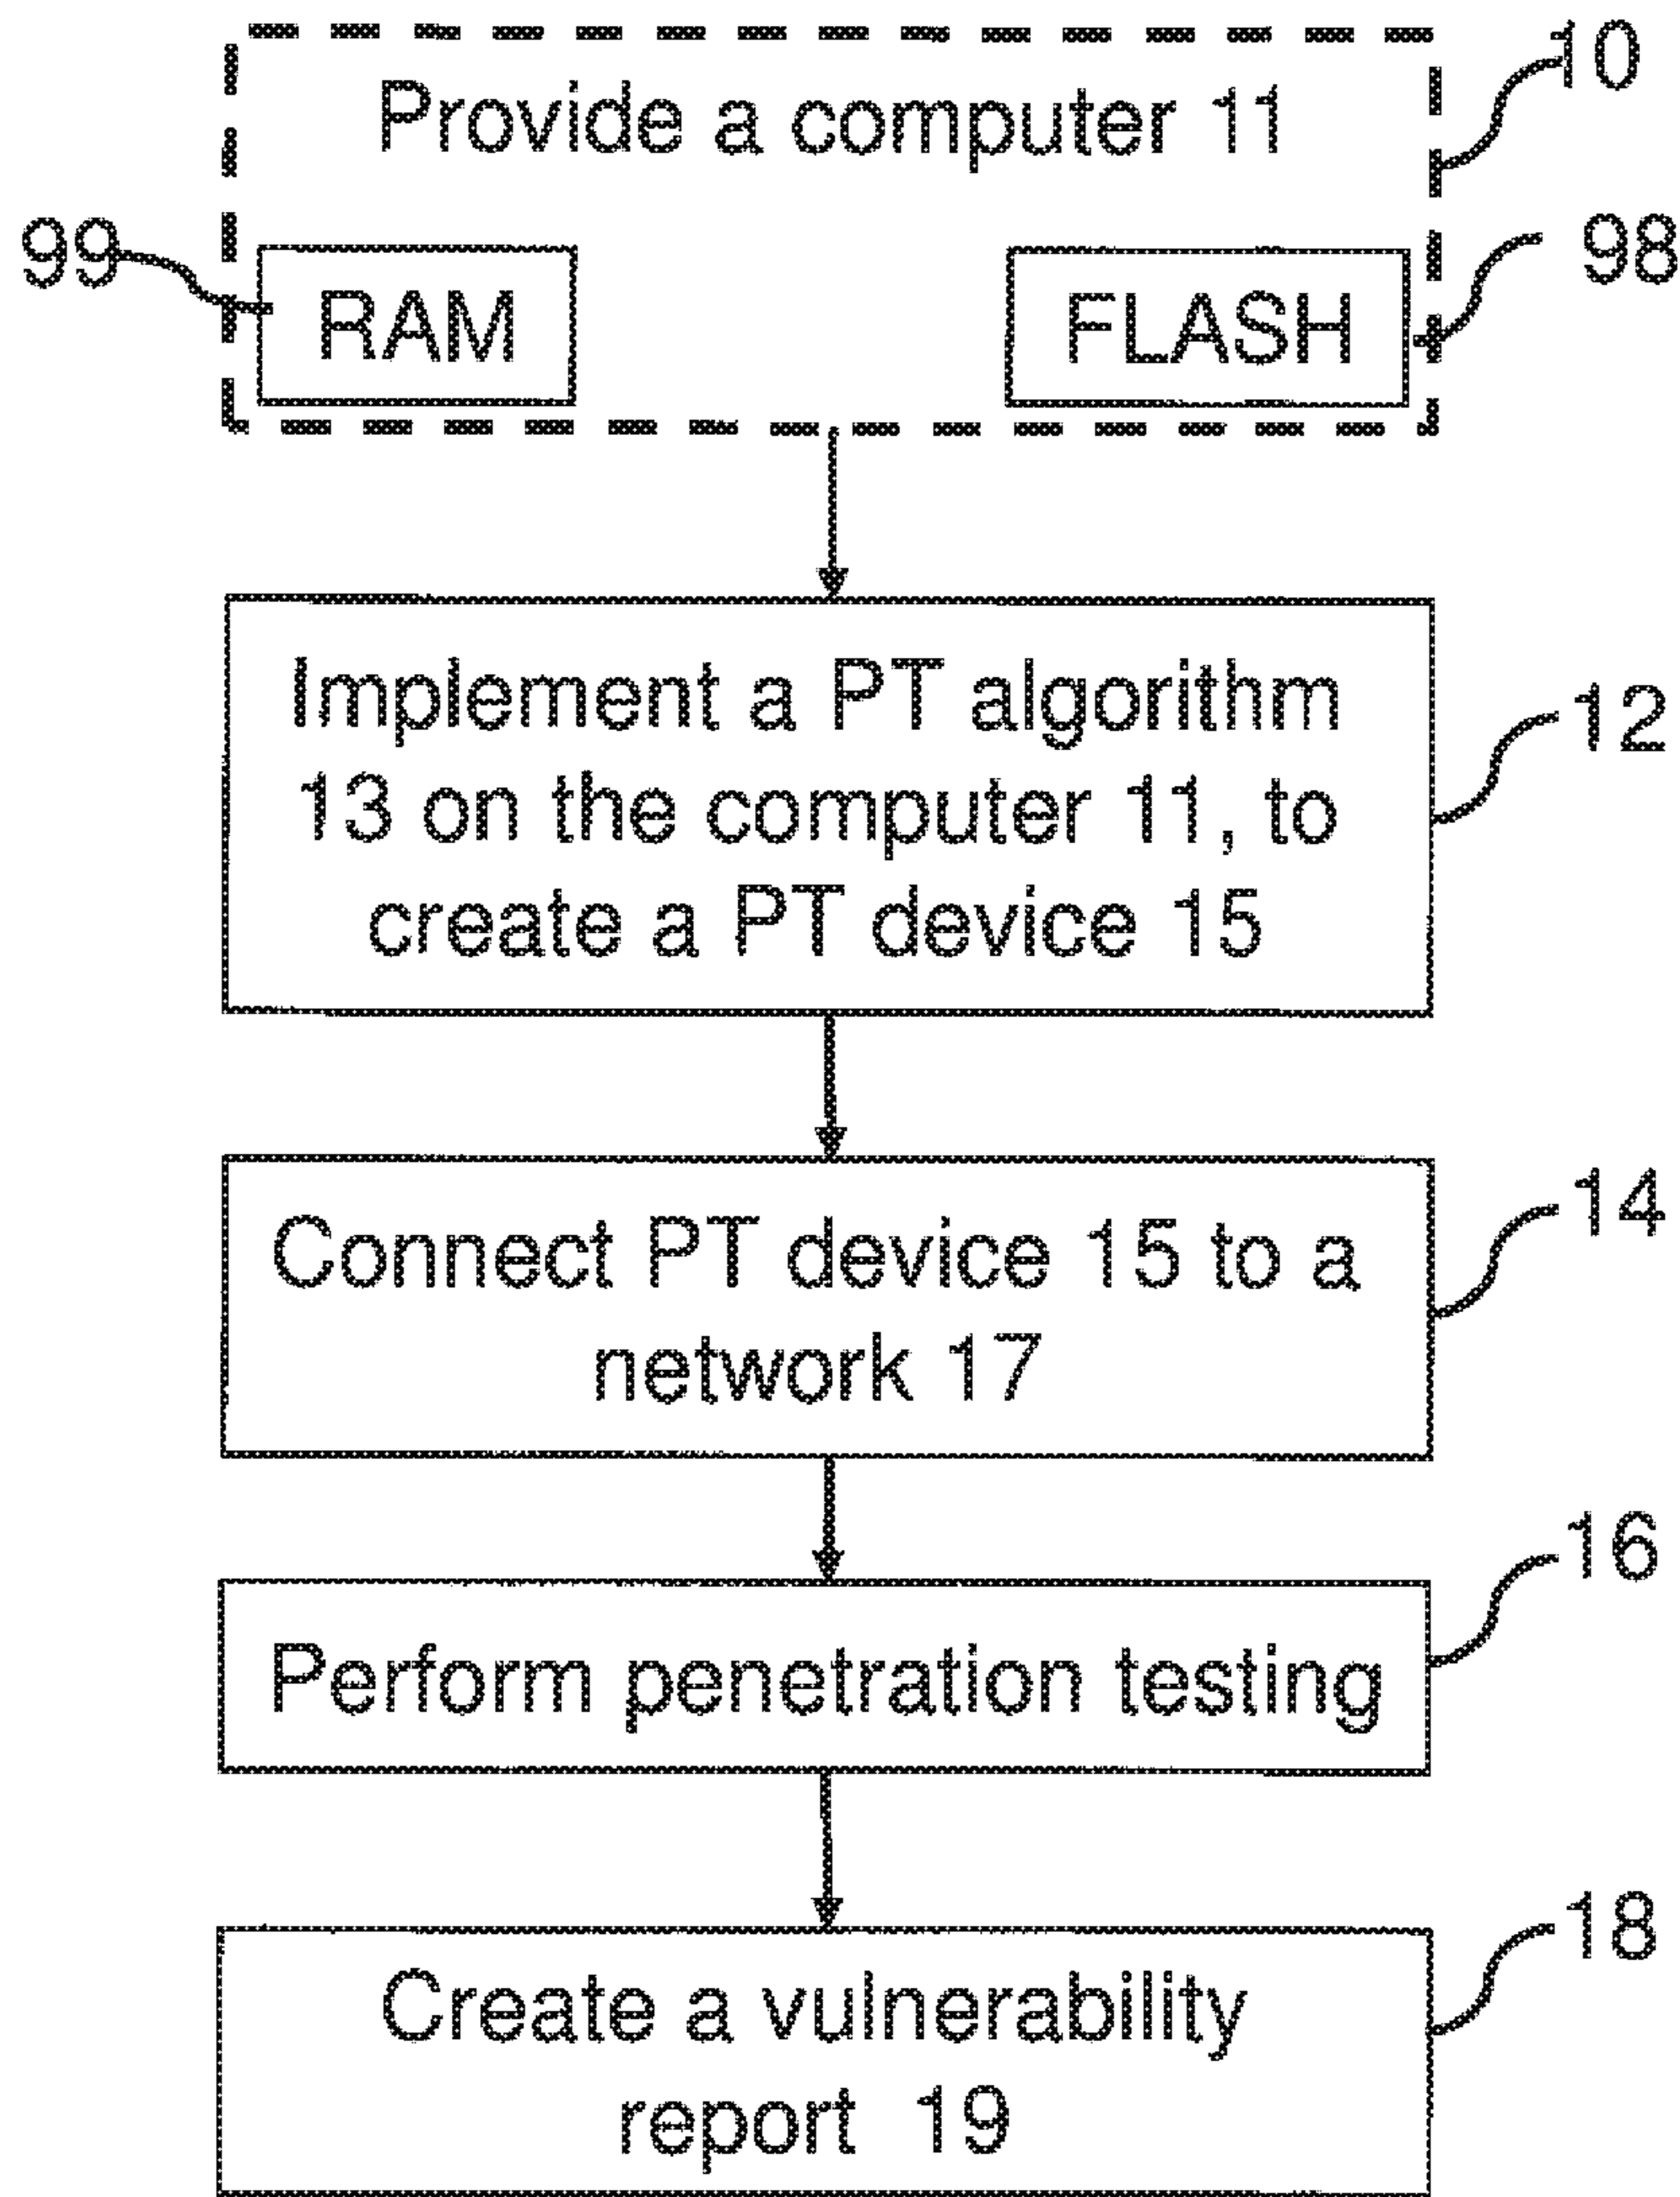 10
Provide a computer 11
99
RAM
FLASH
98
Implement a PT algorithm
13 on the computer 11, to
create a PT device 15
12
Connect PT device 15 to a
network 17
14
Perform penetration testing
16
Create a vulnerability
report 19
18